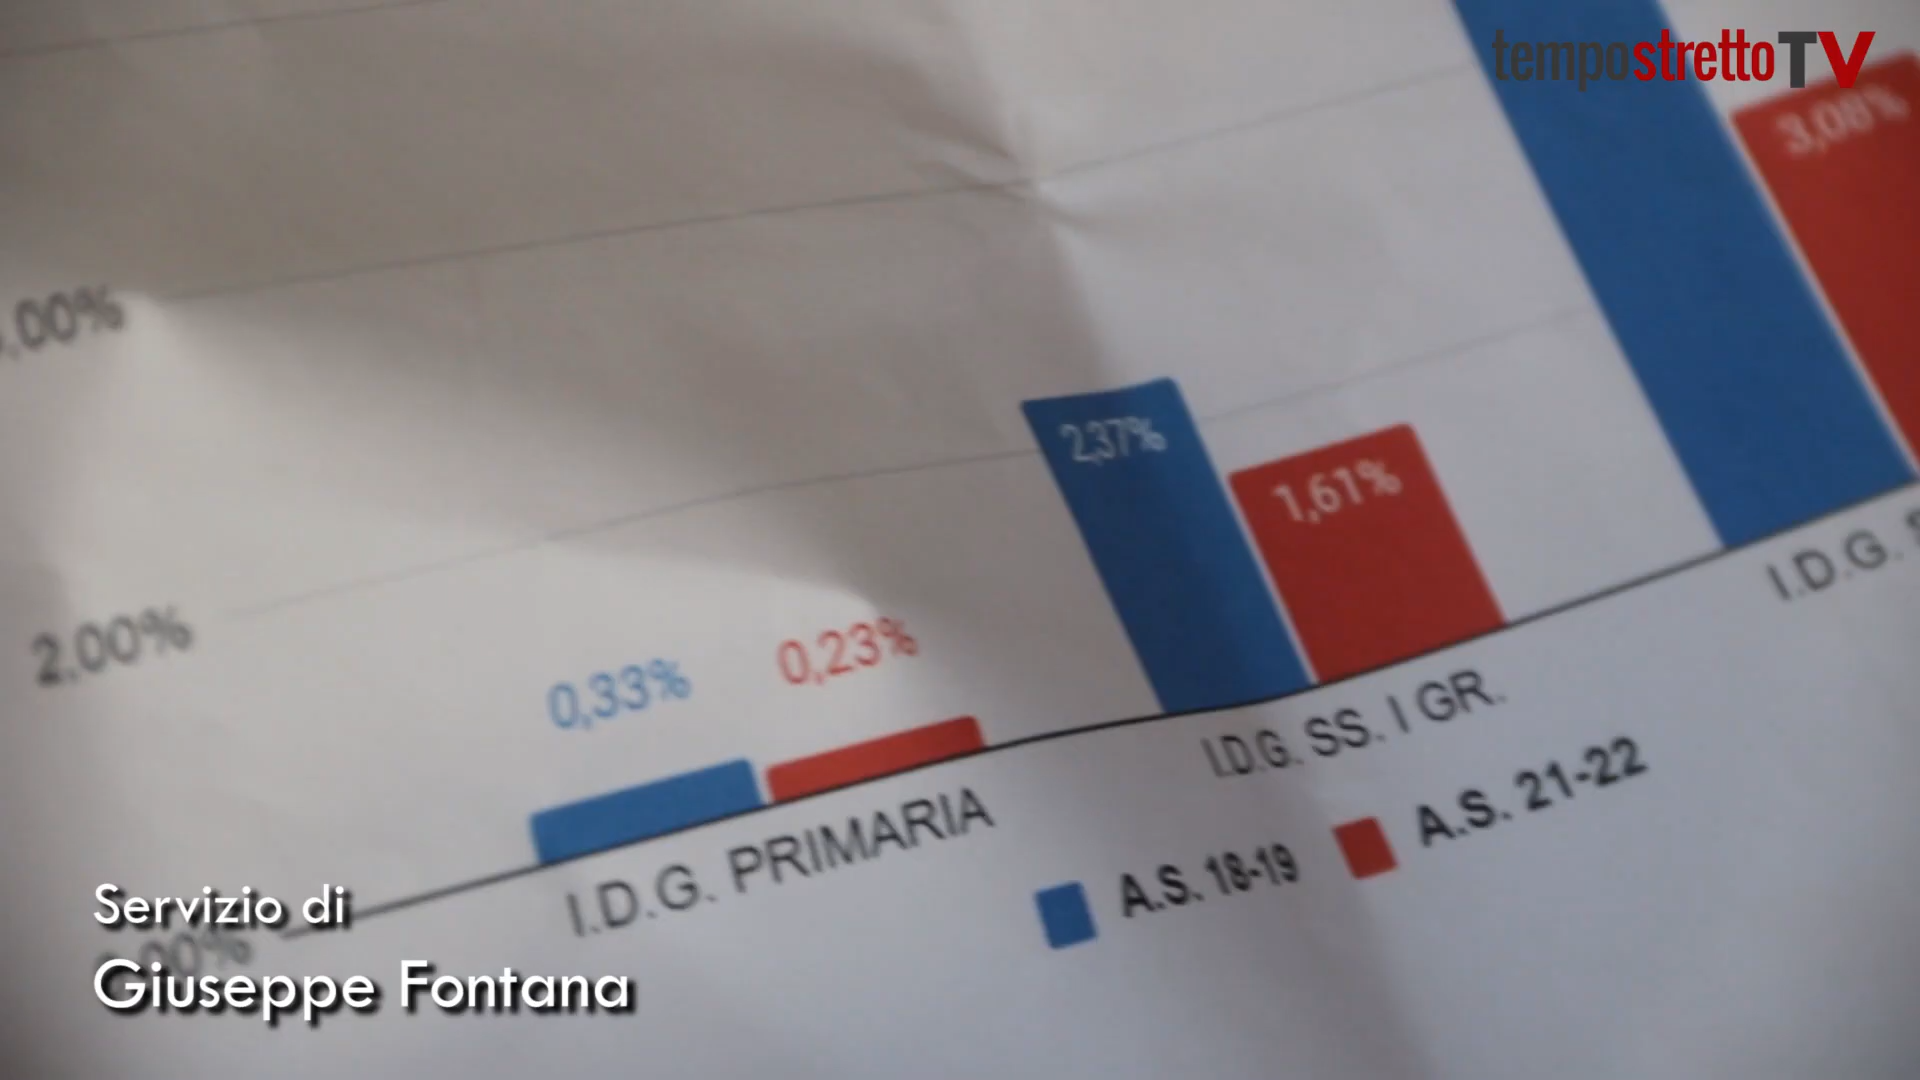 tempostrettoTV
3,08%
,00%
2,37%
1,61%
2,00%
0,33%
0,23%
I.D.G. PRIMARIA
I.D.G. SS. I GR.
I.D.G.
A.S. 18-19
A.S. 21-22
Servizio di
Giuseppe Fontana